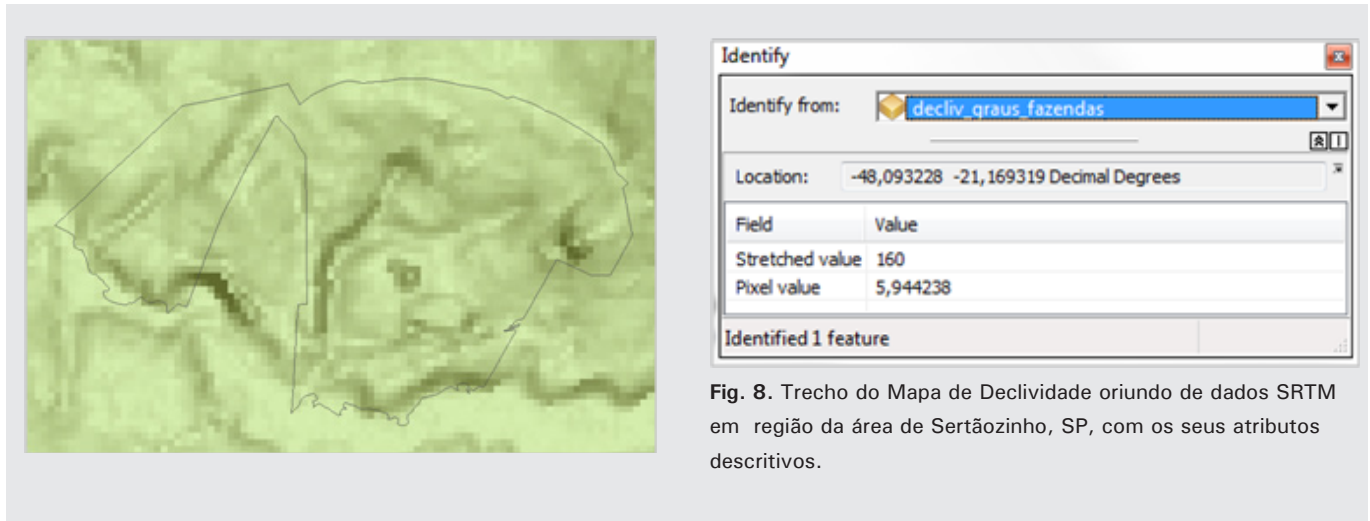 Identify
Identify from: decliv_graus_fazendas
Location: -48,093228 -21,169319 Decimal Degrees
Field Value
Stretched value 160
Pixel value 5,944238
Identified 1 feature
Fig. 8. Trecho do Mapa de Declividade oriundo de dados SRTM
em região da área de Sertãozinho, SP, com os seus atributos
descritivos.